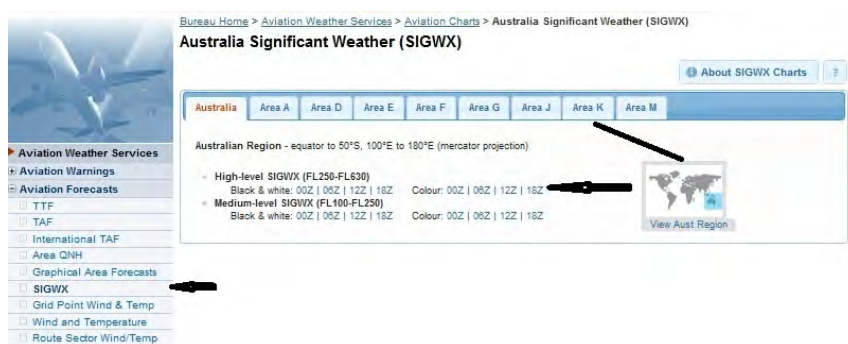 Bureau Home > Aviation Weather Services > Aviation Charts > Australia Significant Weather (SIGWX)
Australia Significant Weather (SIGWX)
About SIGWX Charts ?
Australia Area A Area D Area E Area F Area G Area J Area K Area M
Australian Region - equator to 50°S, 100°E to 180°E (mercator projection)
High-level SIGWX (FL250-FL630)
Black & white: 00Z | 06Z | 12Z | 18Z Colour: 00Z | 06Z | 12Z | 18Z
Medium-level SIGWX (FL100-FL250)
Black & white: 00Z | 06Z | 12Z | 18Z Colour: 00Z | 06Z | 12Z | 18Z
View Aust Region
Aviation Weather Services
Aviation Warnings
Aviation Forecasts
TTF
TAF
International TAF
Area QNH
Graphical Area Forecasts
SIGWX
Grid Point Wind & Temp
Wind and Temperature
Route Sector Wind/Temp